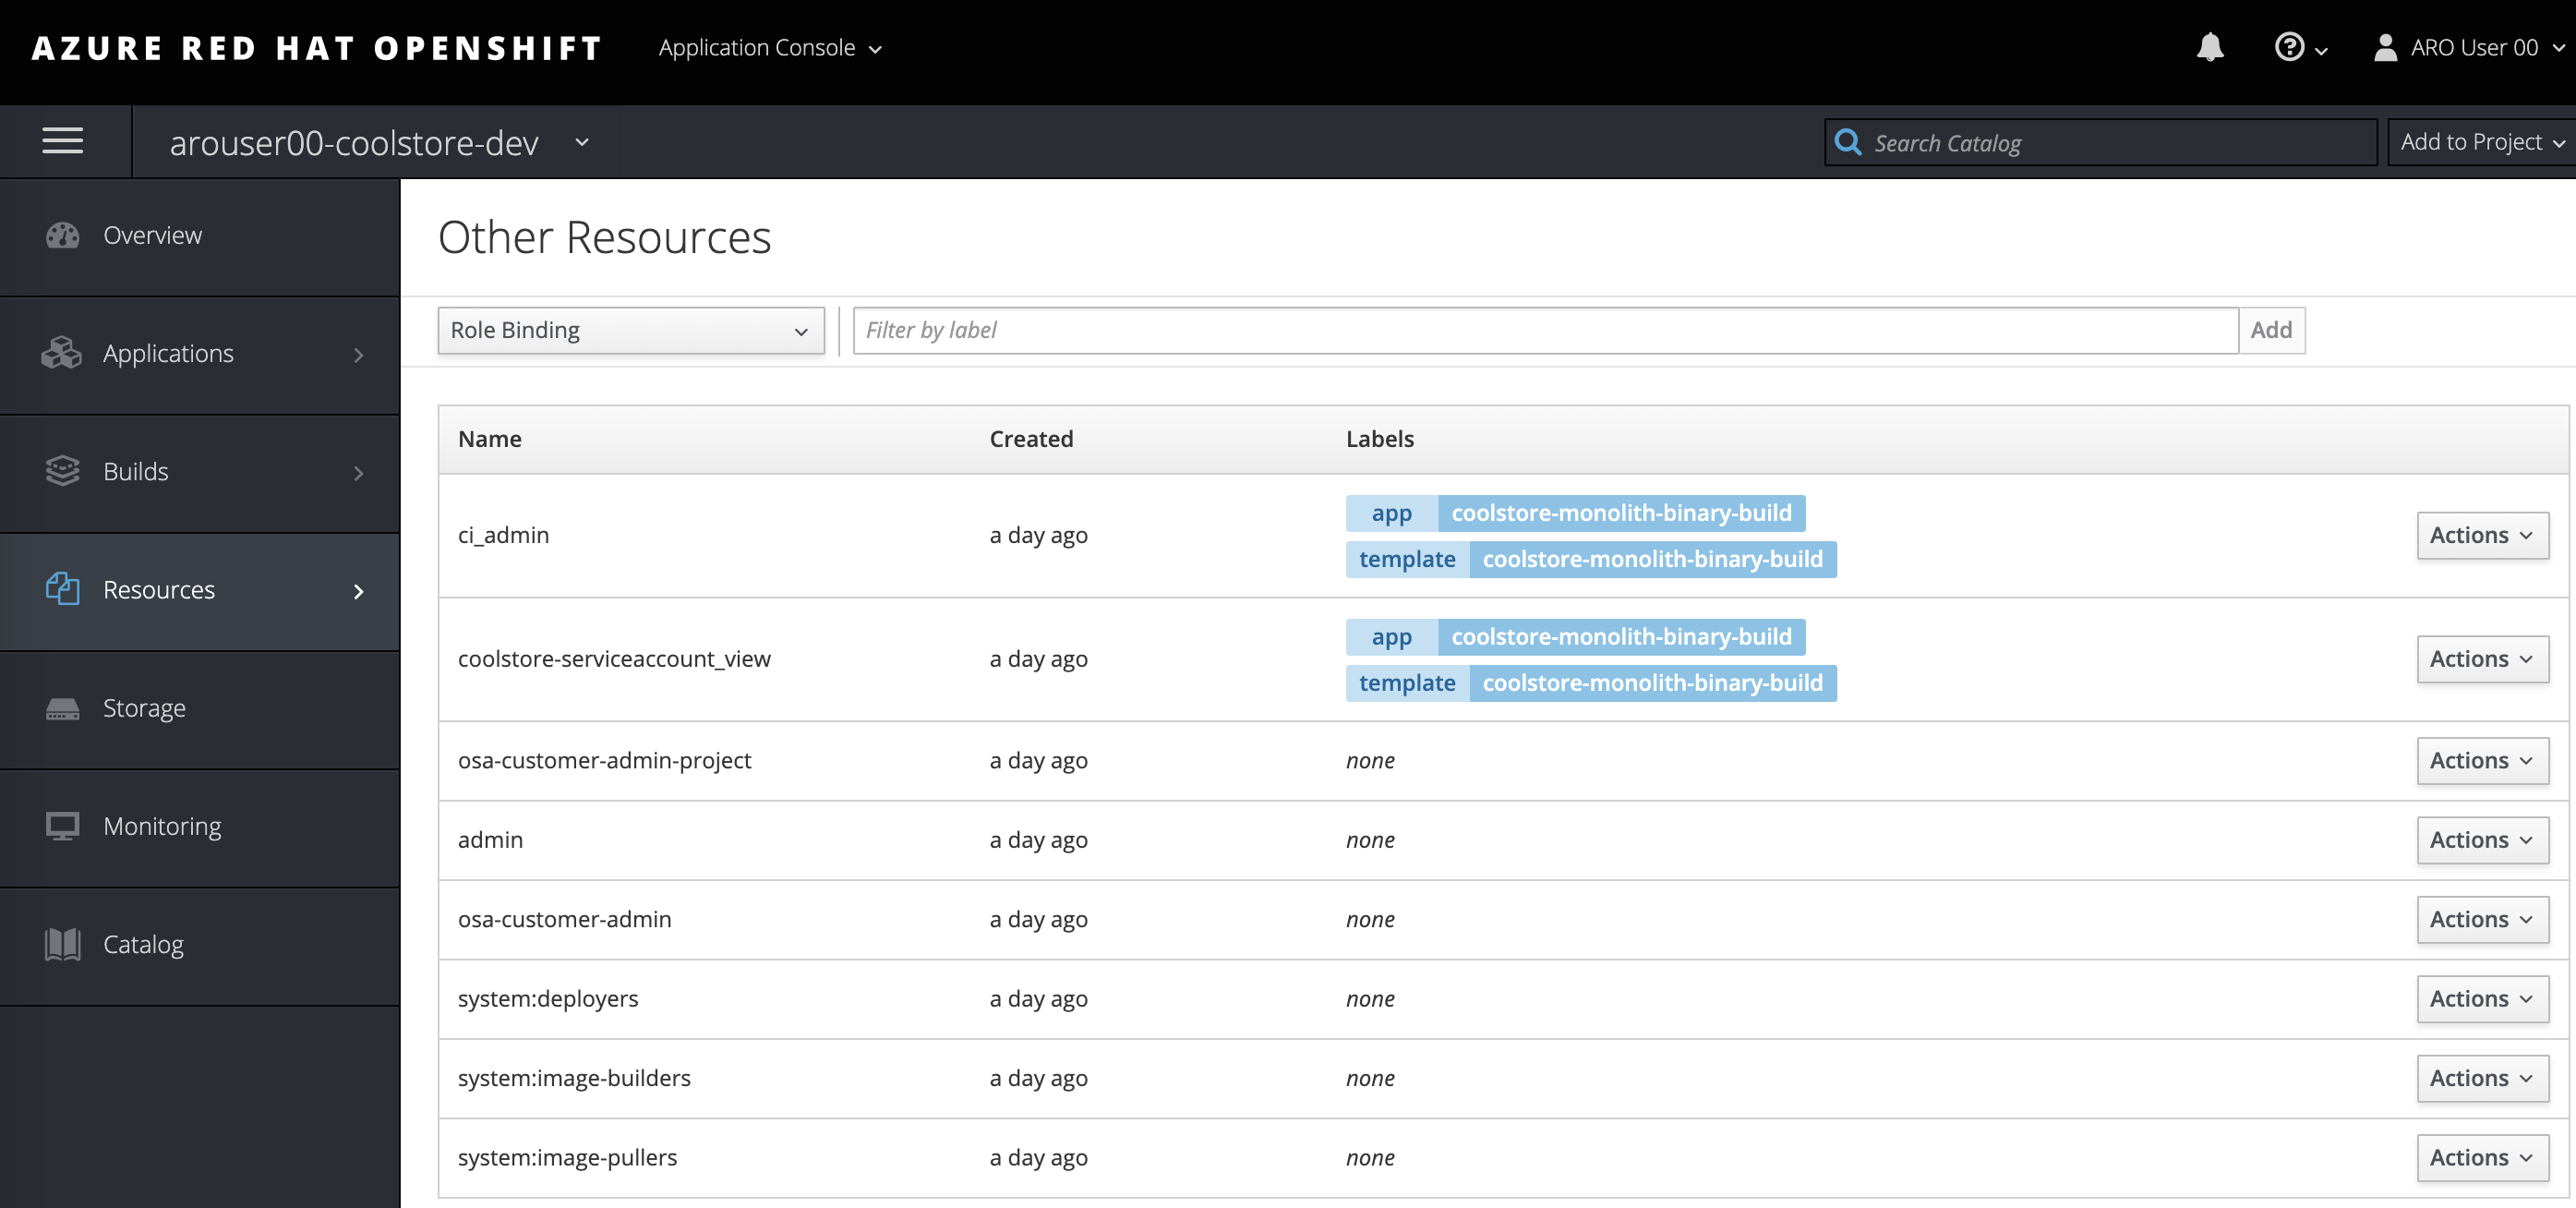 AZURE RED HAT OPENSHIFT Application Console ARO User 00
arouser00-coolstore-dev Search Catalog Add to Project
Overview
Applications
Builds
Resources
Storage
Monitoring
Catalog
Other Resources
Role Binding Filter by label Add
Name Created Labels
ci_admin a day ago app coolstore-monolith-binary-build Actions
template coolstore-monolith-binary-build
coolstore-serviceaccount_view a day ago app coolstore-monolith-binary-build Actions
template coolstore-monolith-binary-build
osa-customer-admin-project a day ago none Actions
admin a day ago none Actions
osa-customer-admin a day ago none Actions
system:deployers a day ago none Actions
system:image-builders a day ago none Actions
system:image-pullers a day ago none Actions